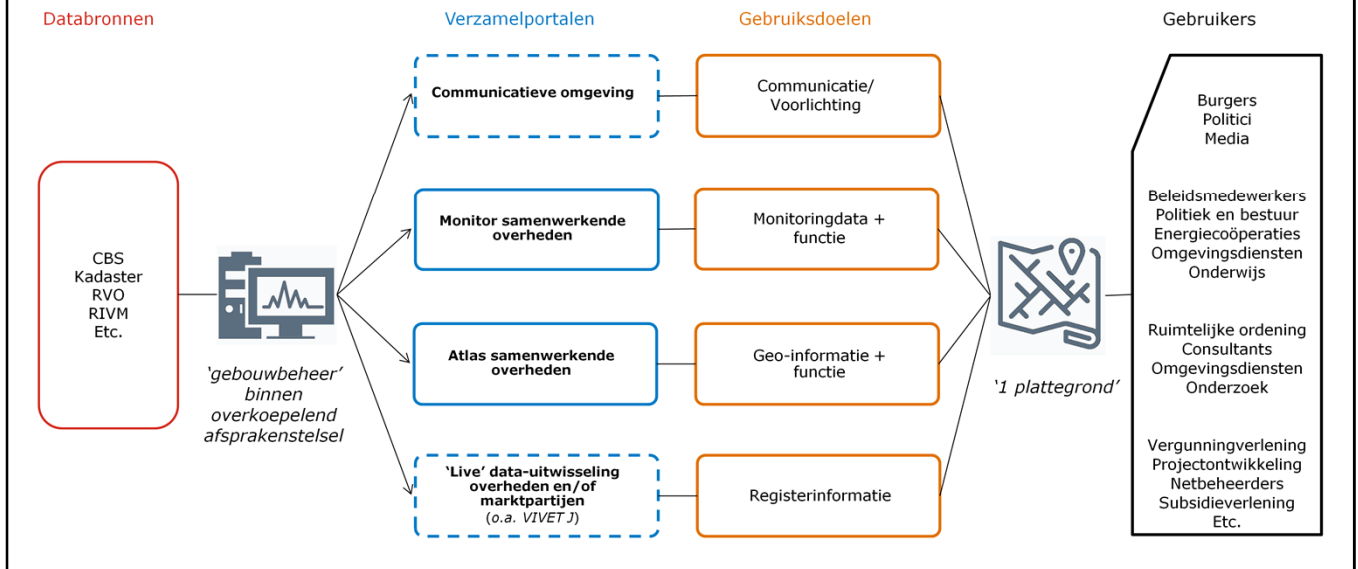 Databronnen
Verzamelportalen
Gebruiksdoelen
Gebruikers
CBS
Kadaster
RVO
RIVM
Etc.
‘gebouwbeheer’
binnen
overkoepelend
afsprakenstelsel
Communicatieve omgeving
Communicatie/
Voorlichting
Monitor samenwerkende
overheden
Monitoringdata +
functie
Atlas samenwerkende
overheden
Geo-informatie +
functie
‘Live’ data-uitwisseling
overheden en/of
marktpartijen
(o.a. VIVET J)
Registerinformatie
‘1 plattegrond’
Burgers
Politici
Media
Beleidsmedewerkers
Politiek en bestuur
Energiecoöperaties
Omgevingsdiensten
Onderwijs
Ruimtelijke ordening
Consultants
Omgevingsdiensten
Onderzoek
Vergunningverlening
Projectontwikkeling
Netbeheerders
Subsidieverlening
Etc.